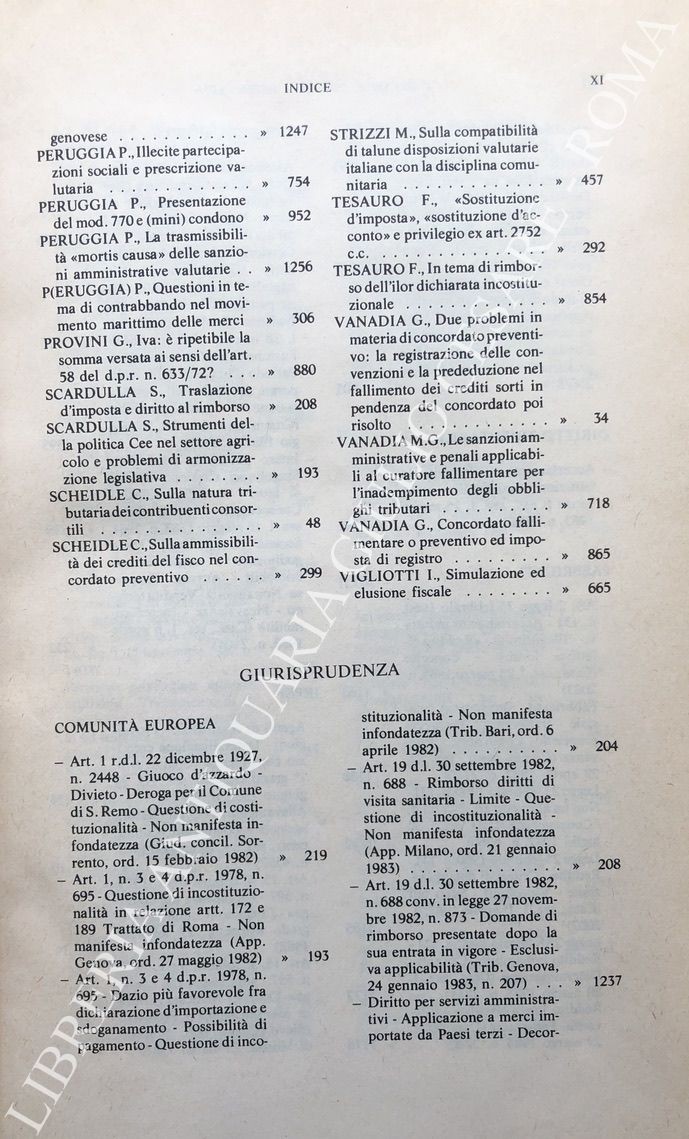 INDICE
XI
genovese . . . . . . . . . . . . » 1247
PERUGGIA P., Illecite partecipa-
zioni sociali e prescrizione va-
lutaria . . . . . . . . . . . . . » 754
PERUGGIA P., Presentazione
del mod. 770 e (mini) condono » 952
PERUGGIA P., La trasmissibili-
tà «mortis causa» delle sanzio-
ni amministrative valutarie . . » 1256
P(ERUGGIA) P., Questioni in te-
ma di contrabbando nel movi-
mento marittimo delle merci » 306
PROVINI G., Iva: è ripetibile la
somma versata ai sensi dell'art.
58 del d.p.r. n. 633/72? . . . » 880
SCARDULLA S., Traslazione
d'imposta e diritto al rimborso » 208
SCARDULLA S., Strumenti del-
la politica Cee nel settore agri-
colo e problemi di armonizza-
zione legislativa . . . . . . . . » 193
SCHEIDLE C., Sulla natura tri-
butaria dei contribuenti consor-
tili . . . . . . . . . . . . . . . » 48
SCHEIDLE C., Sulla ammissibili-
tà dei crediti del fisco nel con-
cordato preventivo . . . . . . » 299
STRIZZI M., Sulla compatibilità
di talune disposizioni valutarie
italiane con la disciplina comu-
nitaria . . . . . . . . . . . . . » 457
TESAURO F., «Sostituzione
d'imposta», «sostituzione d'ac-
conto» e privilegio ex art. 2752
c.c. . . . . . . . . . . . . . . . » 292
TESAURO F., In tema di rimbor-
so dell'ilor dichiarata incostitu-
zionale . . . . . . . . . . . . . » 854
VANADIA G., Due problemi in
materia di concordato preventi-
vo: la registrazione delle con-
venzioni e la prededuzione nel
fallimento dei crediti sorti in
pendenza del concordato poi
risolto . . . . . . . . . . . . . » 34
VANADIA M.G., Le sanzioni am-
ministrative e penali applicabi-
li al curatore fallimentare per
l'inadempimento degli obbli-
ghi tributari . . . . . . . . . . » 718
VANADIA G., Concordato falli-
mentare o preventivo ed impo-
sta di registro . . . . . . . . . » 865
VIGLIOTTI I., Simulazione ed
elusione fiscale . . . . . . . . » 665
GIURISPRUDENZA
COMUNITÀ EUROPEA
– Art. 1 r.d.l. 22 dicembre 1927,
n. 2448 - Giuoco d'azzardo -
Divieto - Deroga per il Comune
di S. Remo - Questione di costi-
tuzionalità - Non manifesta in-
fondatezza (Giud. concil. Sor-
rento, ord. 15 febbraio 1982) » 219
– Art. 1, n. 3 e 4 d.p.r. 1978, n.
695 - Questione di incostituzio-
nalità in relazione artt. 172 e
189 Trattato di Roma - Non
manifesta infondatezza (App.
Genova, ord. 27 maggio 1982) » 193
– Art. 1, n. 3 e 4 d.p.r. 1978, n.
695 - Dazio più favorevole fra
dichiarazione d'importazione e
sdoganamento - Possibilità di
pagamento - Questione di inco-
stituzionalità - Non manifesta
infondatezza (Trib. Bari, ord. 6
aprile 1982) . . . . . . . . . . » 204
– Art. 19 d.l. 30 settembre 1982,
n. 688 - Rimborso diritti di
visita sanitaria - Limite - Que-
stione di incostituzionalità -
Non manifesta infondatezza
(App. Milano, ord. 21 gennaio
1983) . . . . . . . . . . . . . . » 208
– Art. 19 d.l. 30 settembre 1982,
n. 688 conv. in legge 27 novem-
bre 1982, n. 873 - Domande di
rimborso presentate dopo la
sua entrata in vigore - Esclusi-
va applicabilità (Trib. Genova,
24 gennaio 1983, n. 207) . . . » 1237
– Diritto per servizi amministra-
tivi - Applicazione a merci im-
portate da Paesi terzi - Decor-